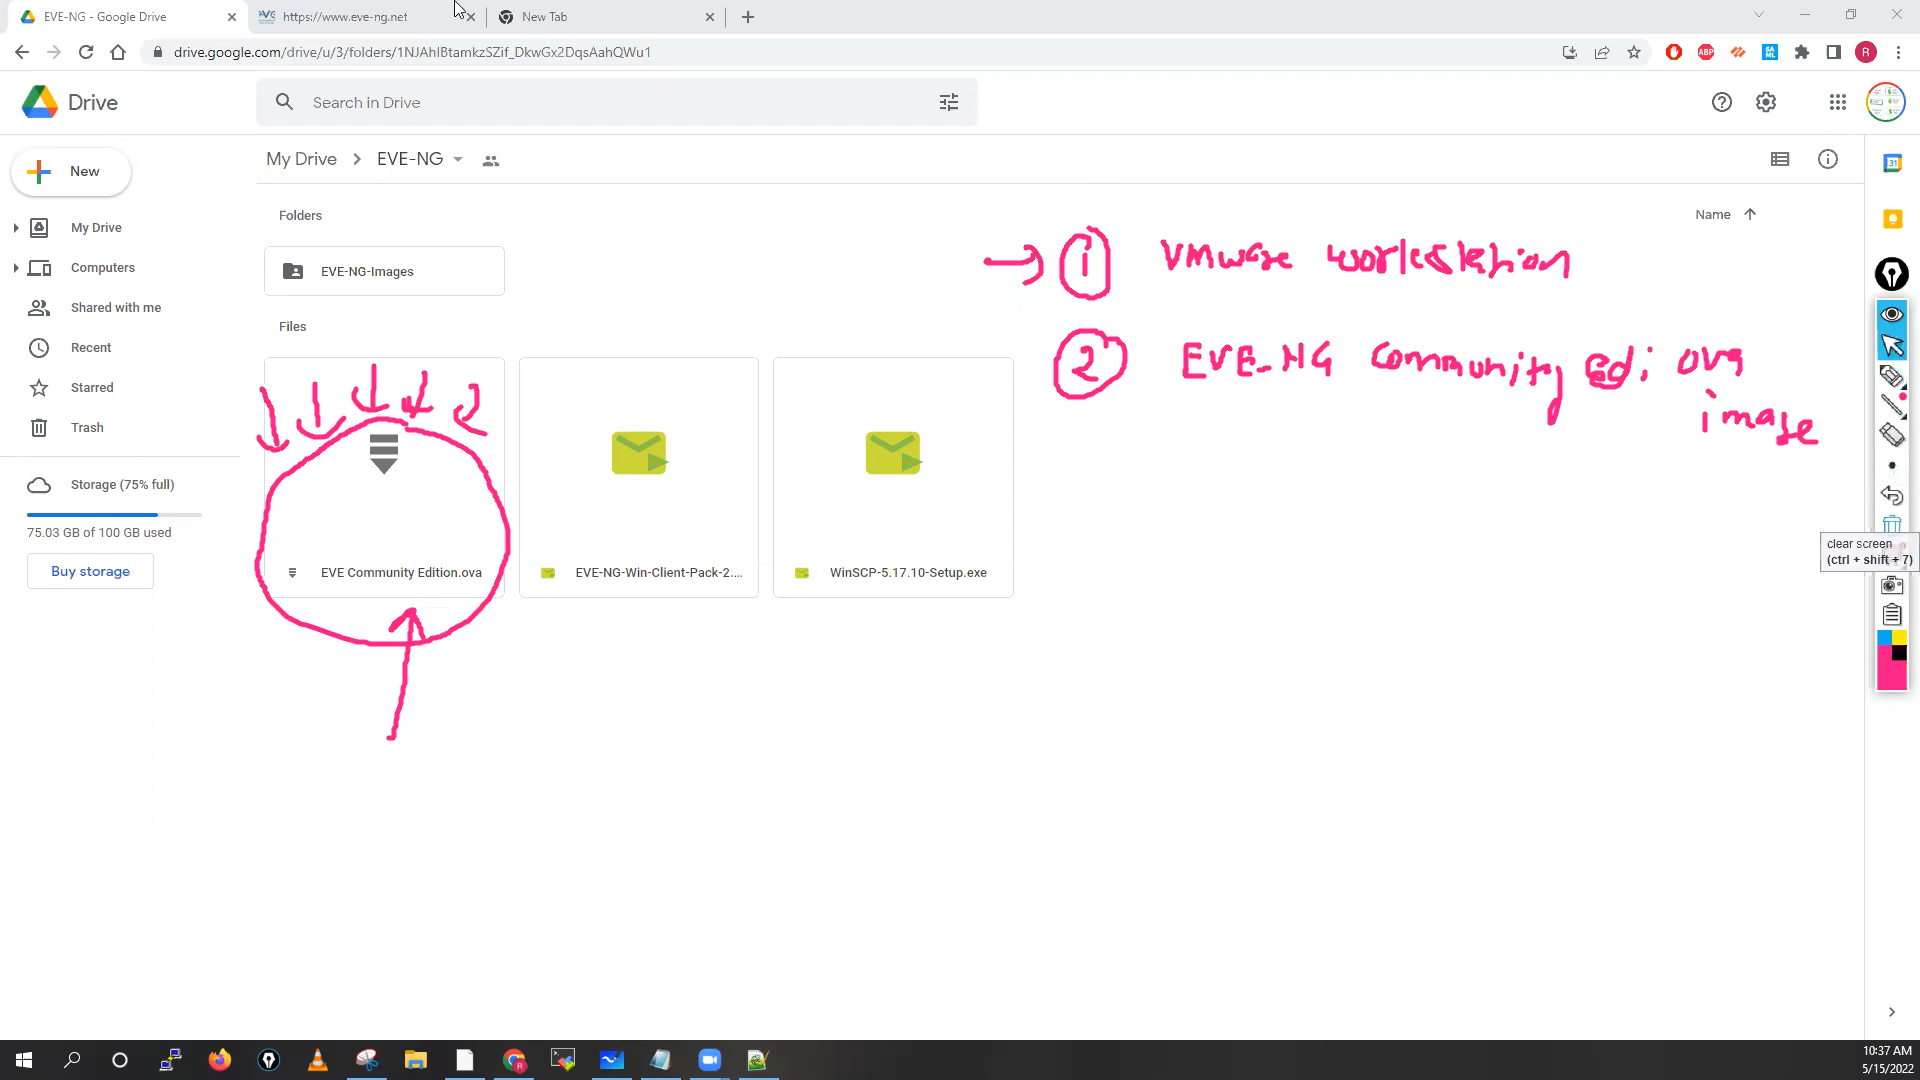 EVE-NG - Google Drive
https://www.eve-ng.net
New Tab
drive.google.com/drive/u/3/folders/1NJAhlBtamkzSZif_DkwGx2DqsAahQWu1
ABP
R
Drive
Search in Drive
New
My Drive
EVE-NG
31
My Drive
Computers
Shared with me
Recent
Starred
Trash
Storage (75% full)
75.03 GB of 100 GB used
Buy storage
Folders
Name
EVE-NG-Images
Files
1 VMware workstation
2 EVE-NG Community edi ova
image
EVE Community Edition.ova
EVE-NG-Win-Client-Pack-2....
WinSCP-5.17.10-Setup.exe
clear screen
(ctrl + shift + 7)
10:37 AM
5/15/2022